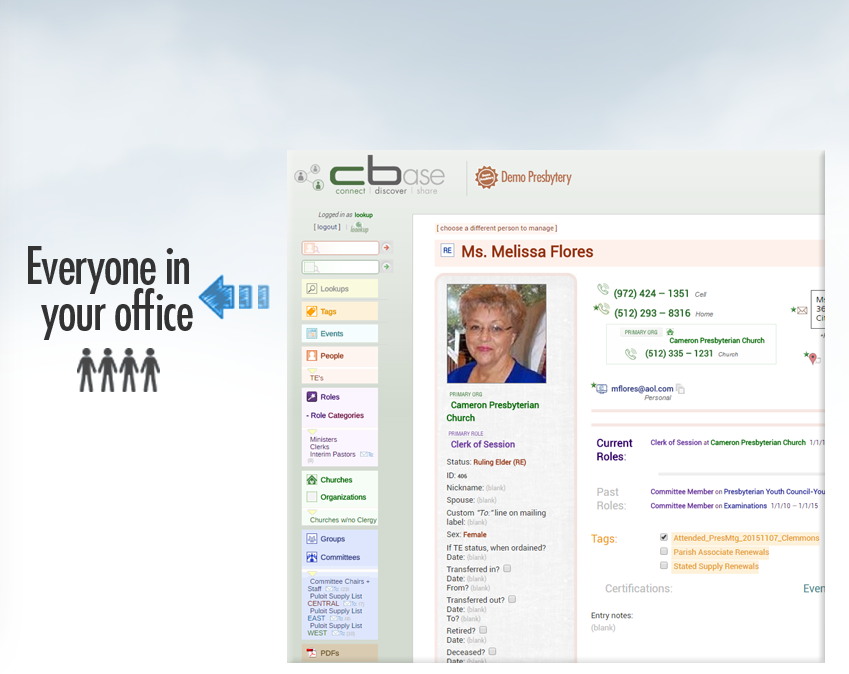 Everyone in
your office
cbase
connect | discover | share
Demo Presbytery
Logged in as lookup
[ logout ] | lookup
Lookups
Tags
Events
People
TE's
Roles
- Role Categories
Ministers
Clerks
Interim Pastors
Churches
Organizations
Churches w/no Clergy
Groups
Committees
Committee Chairs +
Staff
Pulpit Supply List
CENTRAL
Pulpit Supply List
EAST
Pulpit Supply List
WEST
PDFs
[ choose a different person to manage ]
RE Ms. Melissa Flores
PRIMARY ORG
Cameron Presbyterian
Church
PRIMARY ROLE
Clerk of Session
Status: Ruling Elder (RE)
ID: 405
Nickname: (blank)
Spouse: (blank)
Custom "To:" line on mailing
label: (blank)
Sex: Female
If TE status, when ordained?
Date: (blank)
Transferred in?
Date: (blank)
From? (blank)
Transferred out?
Date: (blank)
To? (blank)
Retired?
Date: (blank)
Deceased?
Date: (blank)
(972) 424 – 1351 Cell
(512) 293 – 8316 Home
PRIMARY ORG
Cameron Presbyterian Church
(512) 335 – 1231 Church
mflores@aol.com
Personal
Current
Roles:
Clerk of Session at Cameron Presbyterian Church 1/1/1
Past
Roles:
Committee Member on Presbyterian Youth Council-You
Committee Member on Examinations 1/1/10 – 1/1/15
Tags:
Attended_PresMtg_20151107_Clemmons
Parish Associate Renewals
Stated Supply Renewals
Certifications:
Even
Entry notes:
(blank)